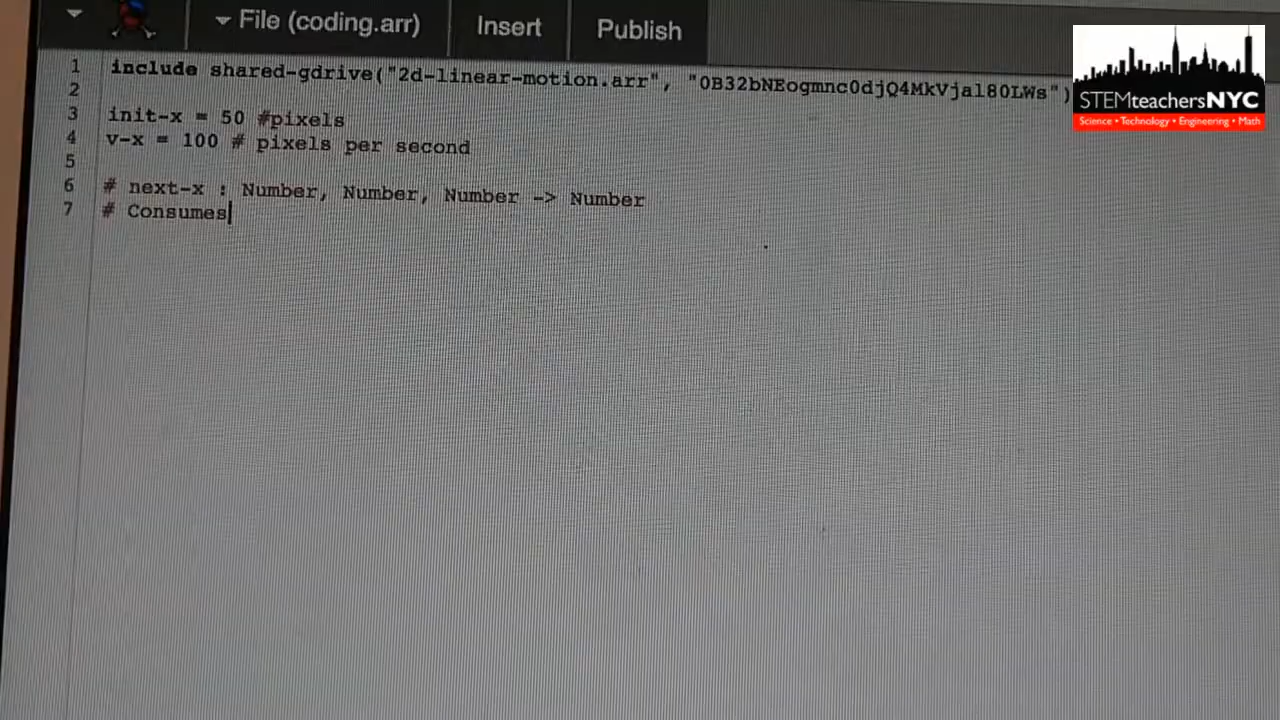 File (coding.arr) Insert Publish
1 include shared-gdrive("2d-linear-motion.arr", "0B32bNEogmnc0djQ4MkVjal80LWs")
2
3 init-x = 50 #pixels
4 v-x = 100 # pixels per second
5
6 # next-x : Number, Number, Number -> Number
7 # Consumes
STEMteachersNYC
Science • Technology • Engineering • Math